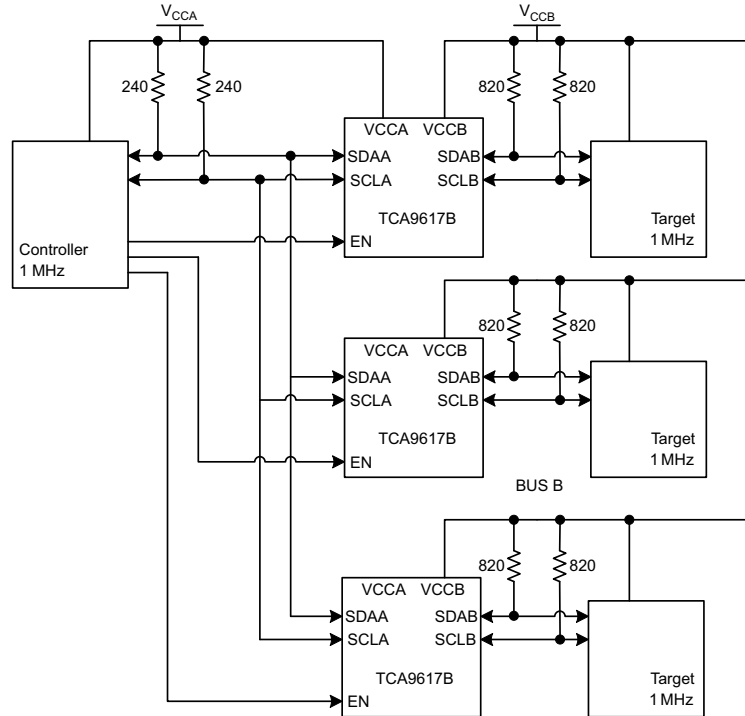 VCCA
VCCB
240
240
820
820
VCCA VCCB
SDAA SDAB
SCLA SCLB
TCA9617B
EN
Controller
1 MHz
Target
1 MHz
820
820
VCCA VCCB
SDAA SDAB
SCLA SCLB
TCA9617B
EN
Target
1 MHz
BUS B
820
820
VCCA VCCB
SDAA SDAB
SCLA SCLB
TCA9617B
EN
Target
1 MHz